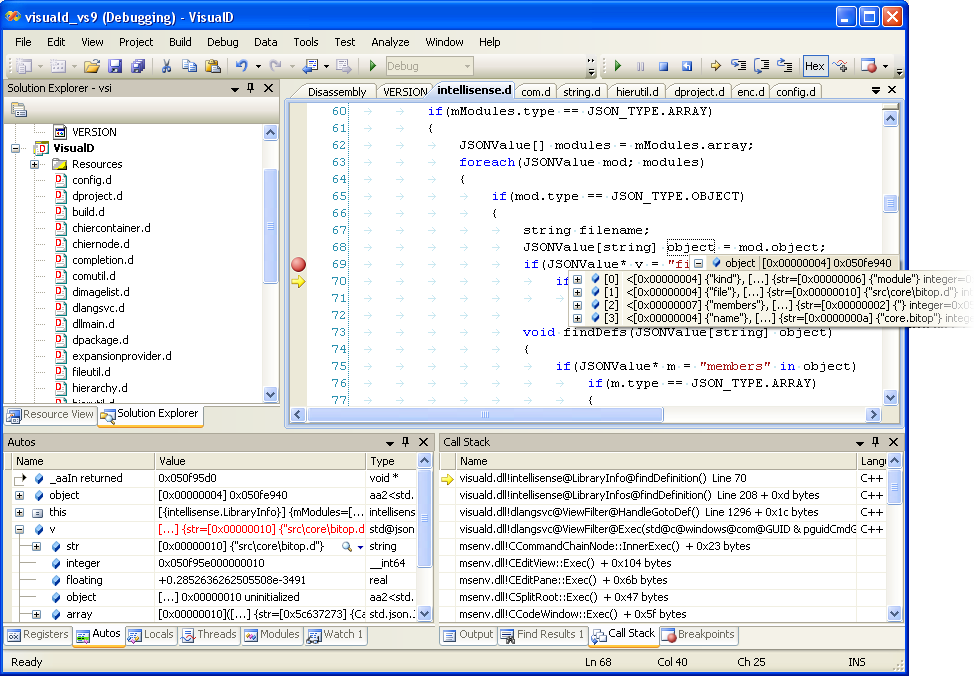 visuald_vs9 (Debugging) - VisualD
File Edit View Project Build Debug Data Tools Test Analyze Window Help
Debug Hex
Solution Explorer - vsi
VERSION
VisualD
Resources
config.d
dproject.d
build.d
chiercontainer.d
chiernode.d
completion.d
comutil.d
dimagelist.d
dlangsvc.d
dllmain.d
dpackage.d
expansionprovider.d
fileutil.d
hierarchy.d
hierutil.d
Resource View Solution Explorer
Disassembly VERSION intellisense.d com.d string.d hierutil.d dproject.d enc.d config.d
60 if(mModules.type == JSON_TYPE.ARRAY)
61 {
62 JSONValue[] modules = mModules.array;
63 foreach(JSONValue mod; modules)
64 {
65 if(mod.type == JSON_TYPE.OBJECT)
66 {
67 string filename;
68 JSONValue[string] object = mod.object;
69 if(JSONValue* v = "fi object [0x00000004] 0x050fe940
70 if [0] <[0x00000004] {"kind"}, [...] {str=[0x00000006] {"module"} integer=0
71 [1] <[0x00000004] {"file"}, [...] {str=[0x00000010] {"src\core\bitop.d"} int
72 [2] <[0x00000007] {"members"}, [...] {str=[0x00000002] {"} integer=0x05
[3] <[0x00000004] {"name"}, [...] {str=[0x0000000a] {"core.bitop"} integ
73 void findDefs(JSONValue[string] object)
74 {
75 if(JSONValue* m = "members" in object)
76 if(m.type == JSON_TYPE.ARRAY)
77 {
Autos
Name Value Type
_aaIn returned 0x050f95d0 void *
object [0x00000004] 0x050fe940 aa2<std.
this [{intellisense.LibraryInfo} {mModules=[... intellisens
v [...] {str=[0x00000010] {"src\core\bitop.d std@json
str [0x00000010] {"src\core\bitop.d"} string
integer 0x050f95e000000010 __int64
floating +0.2852636262505508e-3491 real
object [...] 0x00000010 uninitialized aa2<std.
array [0x00000010]([...] {str=[0x5c637273] {Ca std.json.
Registers Autos Locals Threads Modules Watch 1
Call Stack
Name Langu
visuald.dll!intellisense@LibraryInfo@findDefinition() Line 70 C++
visuald.dll!intellisense@LibraryInfos@findDefinition() Line 208 + 0xd bytes C++
visuald.dll!dlangsvc@ViewFilter@HandleGotoDef() Line 1296 + 0x1c bytes C++
visuald.dll!dlangsvc@ViewFilter@Exec(std@c@windows@com@GUID & pguidCmdG C++
msenv.dll!CCommandChainNode::InnerExec() + 0x23 bytes
msenv.dll!CEditView::Exec() + 0x104 bytes
msenv.dll!CEditPane::Exec() + 0x6b bytes
msenv.dll!CSplitRoot::Exec() + 0x47 bytes
msenv.dll!CCodeWindow::Exec() + 0x5f bytes
Output Find Results 1 Call Stack Breakpoints
Ready Ln 68 Col 40 Ch 25 INS